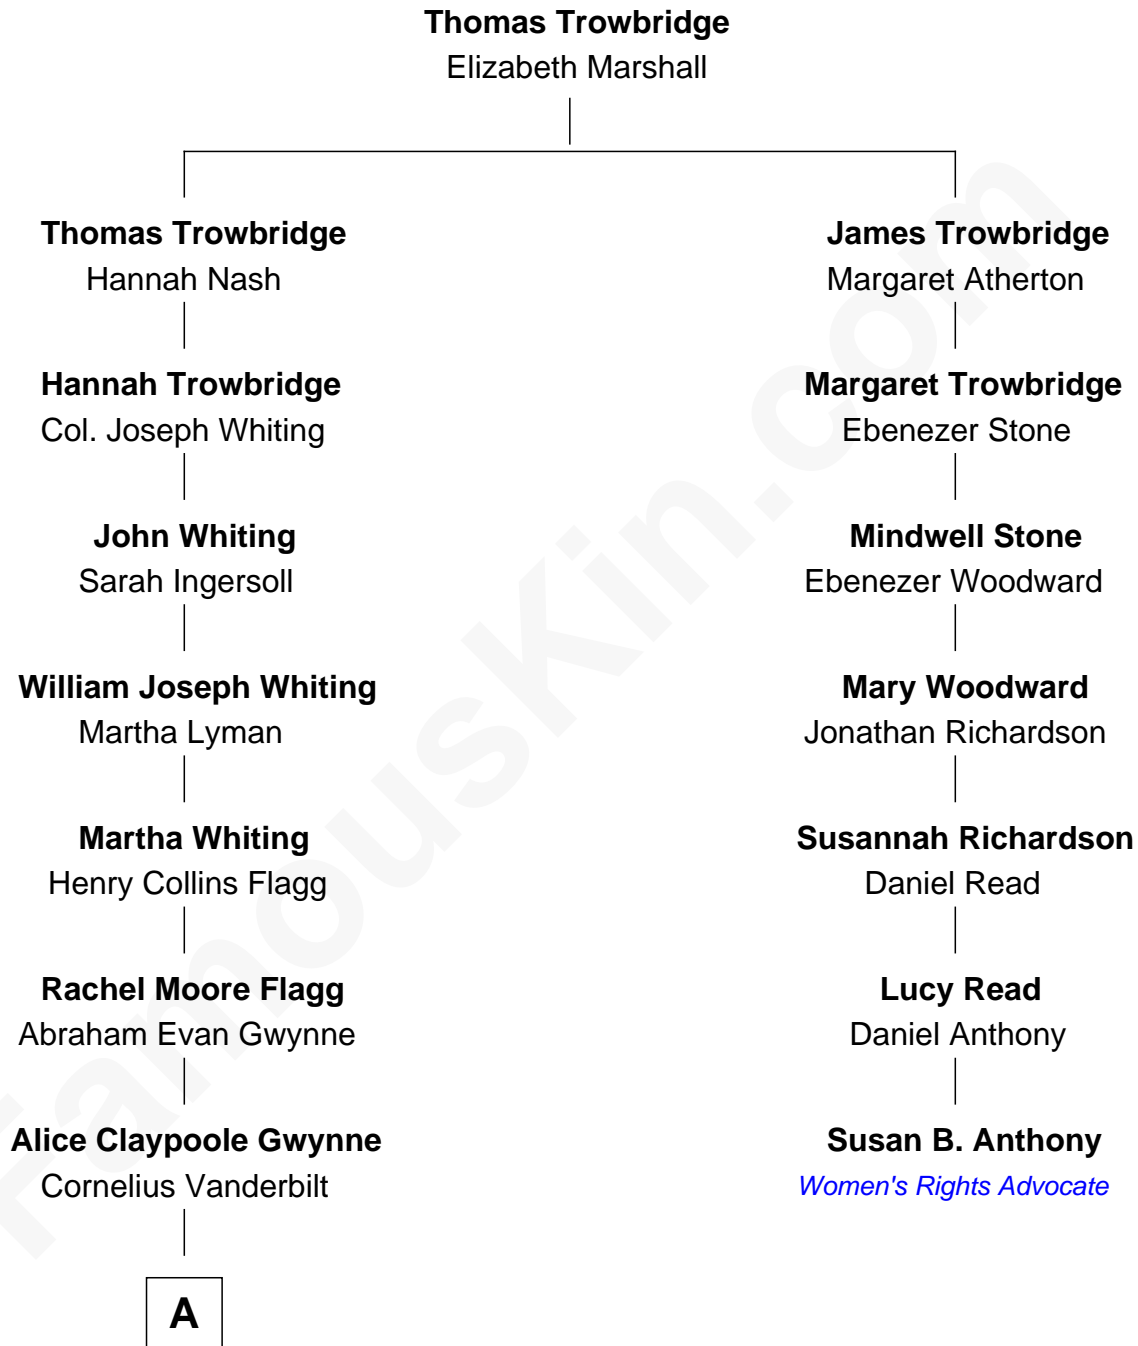 Thomas Trowbridge
Elizabeth Marshall
Thomas Trowbridge
Hannah Nash
James Trowbridge
Margaret Atherton
Hannah Trowbridge
Col. Joseph Whiting
Margaret Trowbridge
Ebenezer Stone
John Whiting
Sarah Ingersoll
Mindwell Stone
Ebenezer Woodward
William Joseph Whiting
Martha Lyman
Mary Woodward
Jonathan Richardson
Martha Whiting
Henry Collins Flagg
Susannah Richardson
Daniel Read
Rachel Moore Flagg
Abraham Evan Gwynne
Lucy Read
Daniel Anthony
Alice Claypoole Gwynne
Cornelius Vanderbilt
Susan B. Anthony
Women's Rights Advocate
A
FamousKin.com